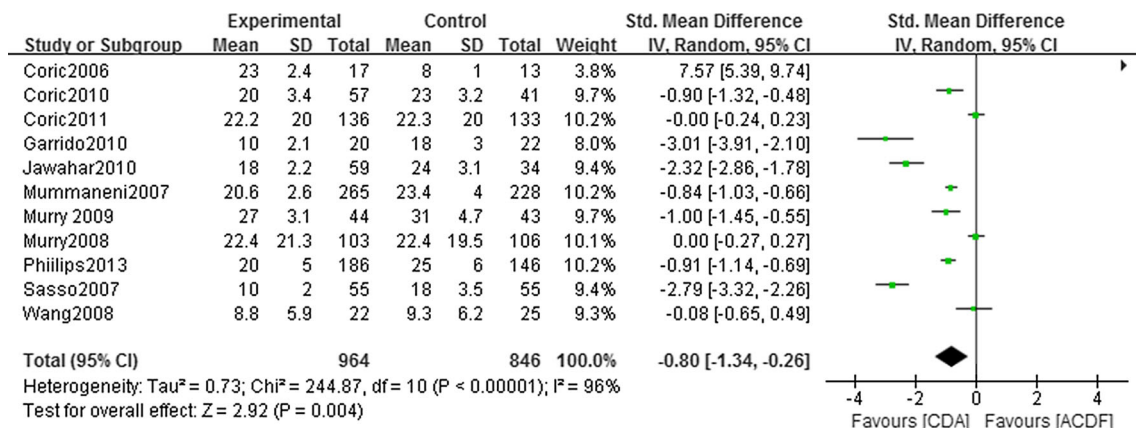 Experimental Control Std. Mean Difference Std. Mean Difference
Study or Subgroup Mean SD Total Mean SD Total Weight IV, Random, 95% CI IV, Random, 95% CI
Coric2006 23 2.4 17 8 1 13 3.8% 7.57 [5.39, 9.74]
Coric2010 20 3.4 57 23 3.2 41 9.7% -0.90 [-1.32, -0.48]
Coric2011 22.2 20 136 22.3 20 133 10.2% -0.00 [-0.24, 0.23]
Garrido2010 10 2.1 20 18 3 22 8.0% -3.01 [-3.91, -2.10]
Jawahar2010 18 2.2 59 24 3.1 34 9.4% -2.32 [-2.86, -1.78]
Mummaneni2007 20.6 2.6 265 23.4 4 228 10.2% -0.84 [-1.03, -0.66]
Murry 2009 27 3.1 44 31 4.7 43 9.7% -1.00 [-1.45, -0.55]
Murry2008 22.4 21.3 103 22.4 19.5 106 10.1% 0.00 [-0.27, 0.27]
Phiilips2013 20 5 186 25 6 146 10.2% -0.91 [-1.14, -0.69]
Sasso2007 10 2 55 18 3.5 55 9.4% -2.79 [-3.32, -2.26]
Wang2008 8.8 5.9 22 9.3 6.2 25 9.3% -0.08 [-0.65, 0.49]
Total (95% CI) 964 846 100.0% -0.80 [-1.34, -0.26]
Heterogeneity: Tau² = 0.73; Chi² = 244.87, df = 10 (P < 0.00001); I² = 96%
Test for overall effect: Z = 2.92 (P = 0.004)
-4 -2 0 2 4
Favours [CDA] Favours [ACDF]